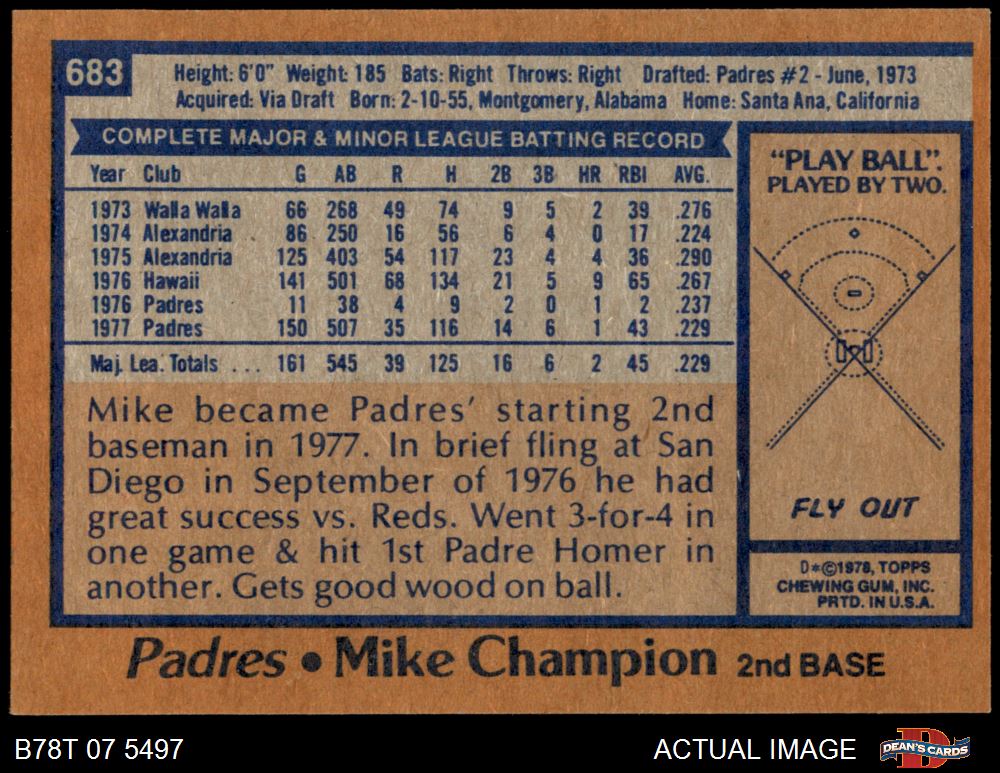 683
Height: 6'0" Weight: 185 Bats: Right Throws: Right Drafted: Padres #2 - June, 1973
Acquired: Via Draft Born: 2-10-55, Montgomery, Alabama Home: Santa Ana, California
COMPLETE MAJOR & MINOR LEAGUE BATTING RECORD
Year Club G AB R H 2B 3B HR RBI AVG.
1973 Walla Walla 66 268 49 74 9 5 2 39 .276
1974 Alexandria 86 250 16 56 6 4 0 17 .224
1975 Alexandria 125 403 54 117 23 4 4 36 .290
1976 Hawaii 141 501 68 134 21 5 9 65 .267
1976 Padres 11 38 4 9 2 0 1 2 .237
1977 Padres 150 507 35 116 14 6 1 43 .229
Maj. Lea. Totals ... 161 545 39 125 16 6 2 45 .229
Mike became Padres' starting 2nd
baseman in 1977. In brief fling at San
Diego in September of 1976 he had
great success vs. Reds. Went 3-for-4 in
one game & hit 1st Padre Homer in
another. Gets good wood on ball.
"PLAY BALL".
PLAYED BY TWO.
FLY OUT
D*©1978, TOPPS
CHEWING GUM, INC.
PRTD. IN U.S.A.
Padres • Mike Champion 2nd BASE
B78T 07 5497
ACTUAL IMAGE
DEAN'S CARDS